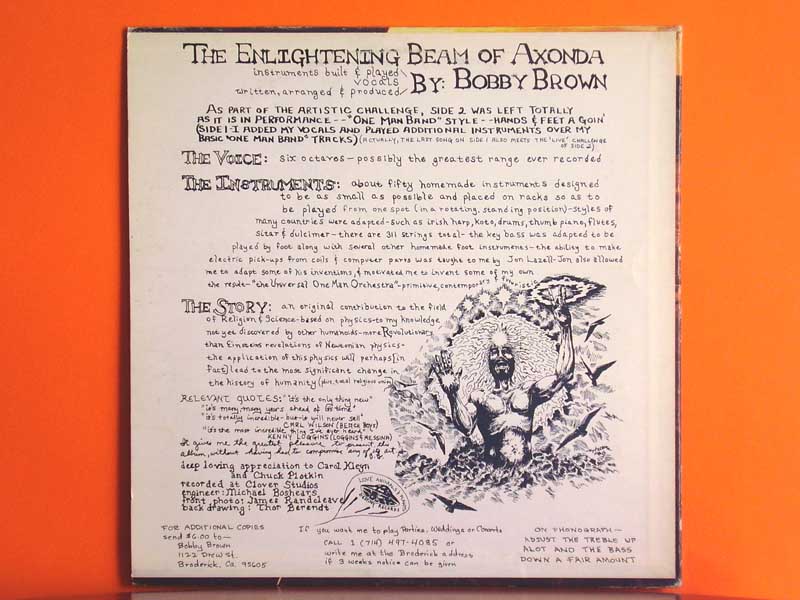 THE ENLIGHTENING BEAM OF AXONDA
instruments built & played
vocals
written, arranged & produced
BY: BOBBY BROWN
AS PART OF THE ARTISTIC CHALLENGE, SIDE 2 WAS LEFT TOTALLY
AS IT IS IN PERFORMANCE -- "ONE MAN BAND" STYLE -- HANDS & FEET A GOIN'
(SIDE 1 - I ADDED MY VOCALS AND PLAYED ADDITIONAL INSTRUMENTS OVER MY
BASIC "ONE MAN BAND" TRACKS) (ACTUALLY, THE LAST SONG ON SIDE 1 ALSO MEETS THE 'LIVE' CHALLENGE
OF SIDE 2)
THE VOICE: six octaves - possibly the greatest range ever recorded
THE INSTRUMENTS: about fifty homemade instruments designed
to be as small as possible and placed on racks so as to
be played from one spot (in a rotating, standing position) - styles of
many countries were adapted - such as irish harp, koto, drums, thumb piano, flutes,
sitar & dulcimer - there are 311 strings total - the key bass was adapted to be
played by foot along with several other homemade foot instruments - the ability to make
electric pick-ups from coils & computer parts was taught to me by Jon Lazell - Jon also allowed
me to adapt some of his inventions, & motivated me to invent some of my own
the result - "the Universal One Man Orchestra" - primitive, contemporary & futuristic
THE STORY: an original contribution to the field
of Religion & Science - based on physics - to my knowledge
not yet discovered by other humanoids - more Revolutionary
than Einsteins revelations of Newtonian physics -
the application of this physics will perhaps [in
fact] lead to the most significant change in
the history of humanity (plus, total religious unity)
RELEVANT QUOTES: "it's the only thing new"
"it's many, many years ahead of its time"
"it's totally incredible - but - it will never sell"
CARL WILSON (BEACH BOYS)
"it's the most incredible thing I've ever heard"
KENNY LOGGINS (LOGGINS & MESSINA)
It gives me the greatest pleasure to present this
album, without having had to compromise any of its art
deep loving appreciation to Carol Kleyn
and Chuck Plotkin
recorded at Clover Studios
engineer: Michael Boshears
front photo: James Randcleave
back drawing: Thor Berendt
RECORDS
FOR ADDITIONAL COPIES
send $6.00 to -
Bobby Brown
1122 Drew St.
Broderick, Ca. 95605
If you want me to play Parties, Weddings or Concerts
CALL 1 (714) 497-4085 or
write me at the Broderick address
if 3 weeks notice can be given
ON PHONOGRAPH -
ADJUST THE TREBLE UP
ALOT AND THE BASS
DOWN A FAIR AMOUNT